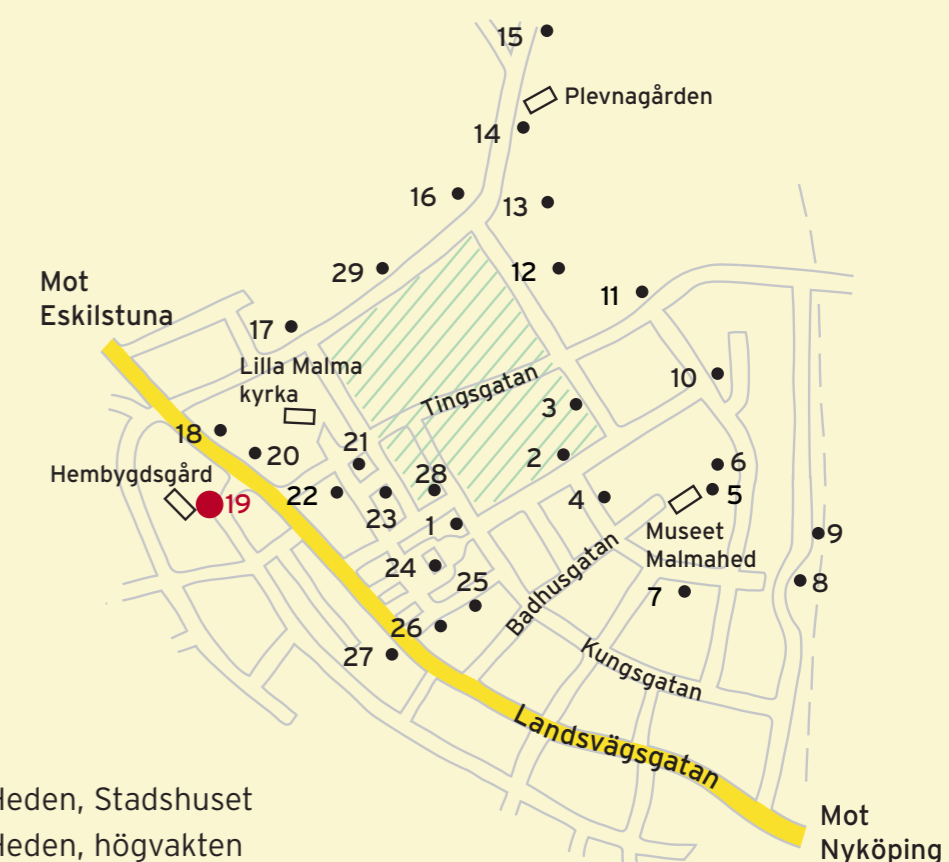 15
Plevnagården
14
16
13
29
12
11
Mot
Eskilstuna
17
Lilla Malma
kyrka
Tingsgatan
10
3
18
20
21
2
6
Hembygdsgård
19
22
23
28
4
5
1
Museet
Malmahed
9
24
25
Badhusgatan
7
8
26
27
Kungsgatan
Landsvägsgatan
Heden, Stadshuset
Heden, högvakten
Mot
Nyköping